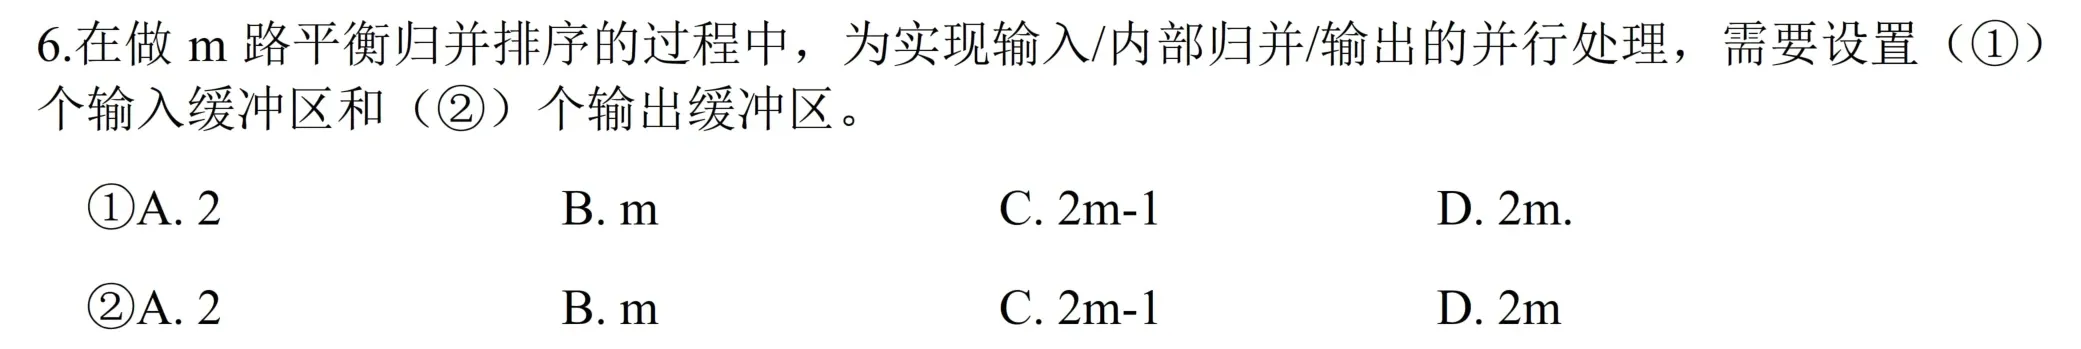 6.在做 m 路平衡归并排序的过程中，为实现输入/内部归并/输出的并行处理，需要设置（①）
个输入缓冲区和（②）个输出缓冲区。
①A. 2 B. m C. 2m-1 D. 2m.
②A. 2 B. m C. 2m-1 D. 2m